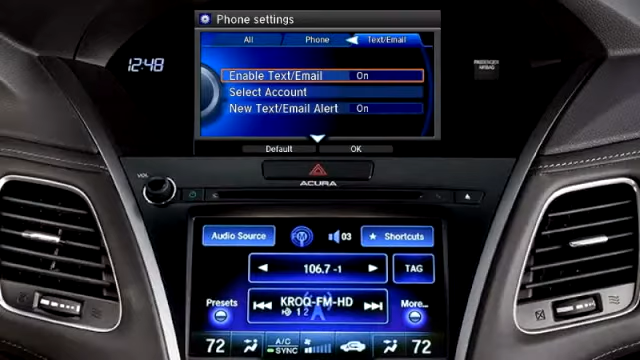 Phone settings
All Phone Text/Email
12:48
PASSENGER AIRBAG
Enable Text/Email On
Select Account
New Text/Email Alert On
Default OK
VOL
ACURA
Audio Source 03 Shortcuts
106.7-1 TAG
Presets KROQ-FM-HD More...
1 2
72 A/C SYNC 72